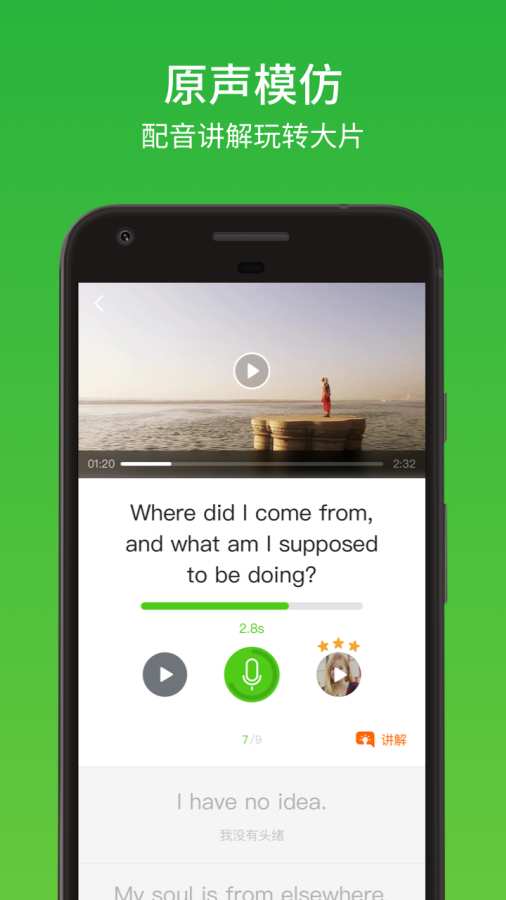 原声模仿
配音讲解玩转大片
01:20
2:32
Where did I come from,
and what am I supposed
to be doing?
2.8s
7/9
讲解
I have no idea.
我没有头绪
My soul is from elsewhere